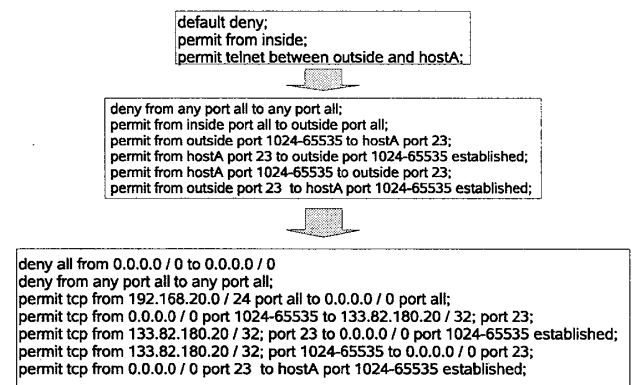 default deny;
permit from inside;
permit telnet between outside and hostA;
deny from any port all to any port all;
permit from inside port all to outside port all;
permit from outside port 1024-65535 to hostA port 23;
permit from hostA port 23 to outside port 1024-65535 established;
permit from hostA port 1024-65535 to outside port 23;
permit from outside port 23 to hostA port 1024-65535 established;
deny all from 0.0.0.0 / 0 to 0.0.0.0 / 0
deny from any port all to any port all;
permit tcp from 192.168.20.0 / 24 port all to 0.0.0.0 / 0 port all;
permit tcp from 0.0.0.0 / 0 port 1024-65535 to 133.82.180.20 / 32; port 23;
permit tcp from 133.82.180.20 / 32; port 23 to 0.0.0.0 / 0 port 1024-65535 established;
permit tcp from 133.82.180.20 / 32; port 1024-65535 to 0.0.0.0 / 0 port 23;
permit tcp from 0.0.0.0 / 0 port 23 to hostA port 1024-65535 established;